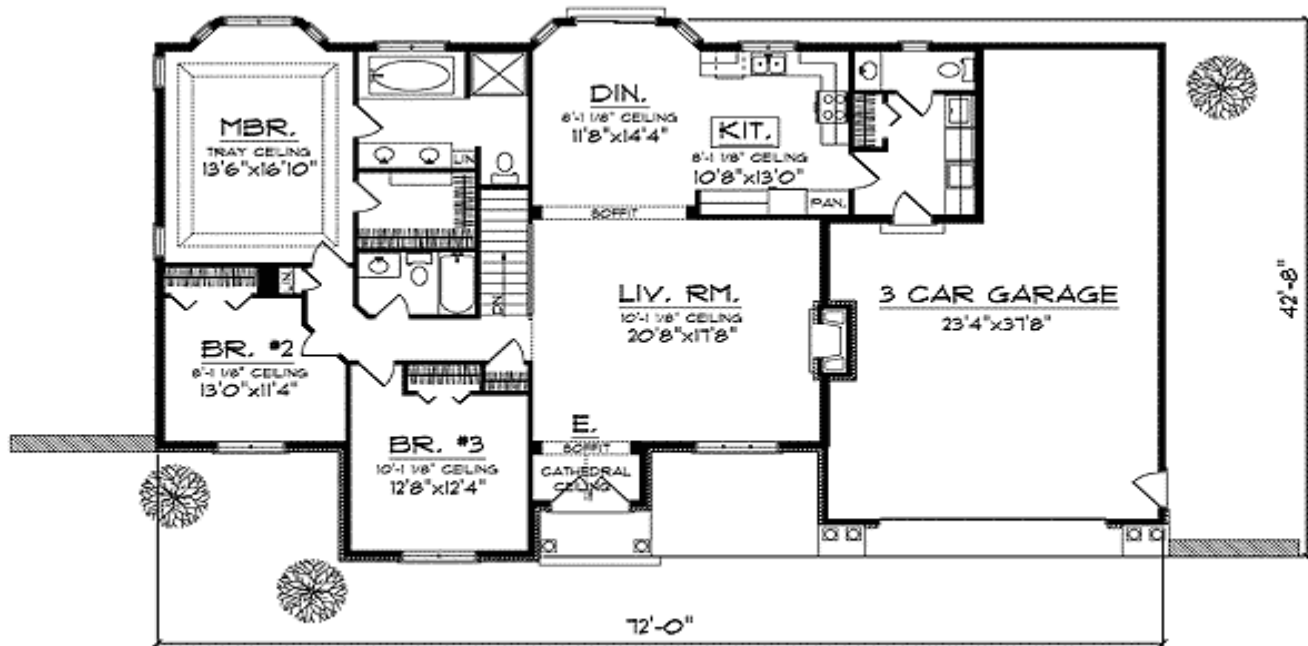 MBR.
TRAY CEILING
13'6"x16'10"
LIN
DIN.
8'-1 1/8" CEILING
11'8"x14'4"
KIT.
8'-1 1/8" CEILING
10'8"x13'0"
PAN.
SOFFIT
LIN
DN
LIV. RM.
10'-1 1/8" CEILING
20'8"x17'8"
3 CAR GARAGE
23'4"x37'8"
42'-8"
BR. #2
8'-1 1/8" CEILING
13'0"x11'4"
BR. #3
10'-1 1/8" CEILING
12'8"x12'4"
E.
SOFFIT
CATHEDRAL
CEILING
72'-0"